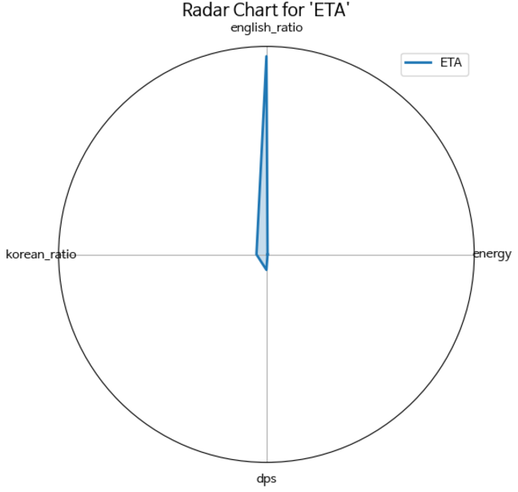 Radar Chart for 'ETA'
english_ratio
ETA
korean_ratio
energy
dps